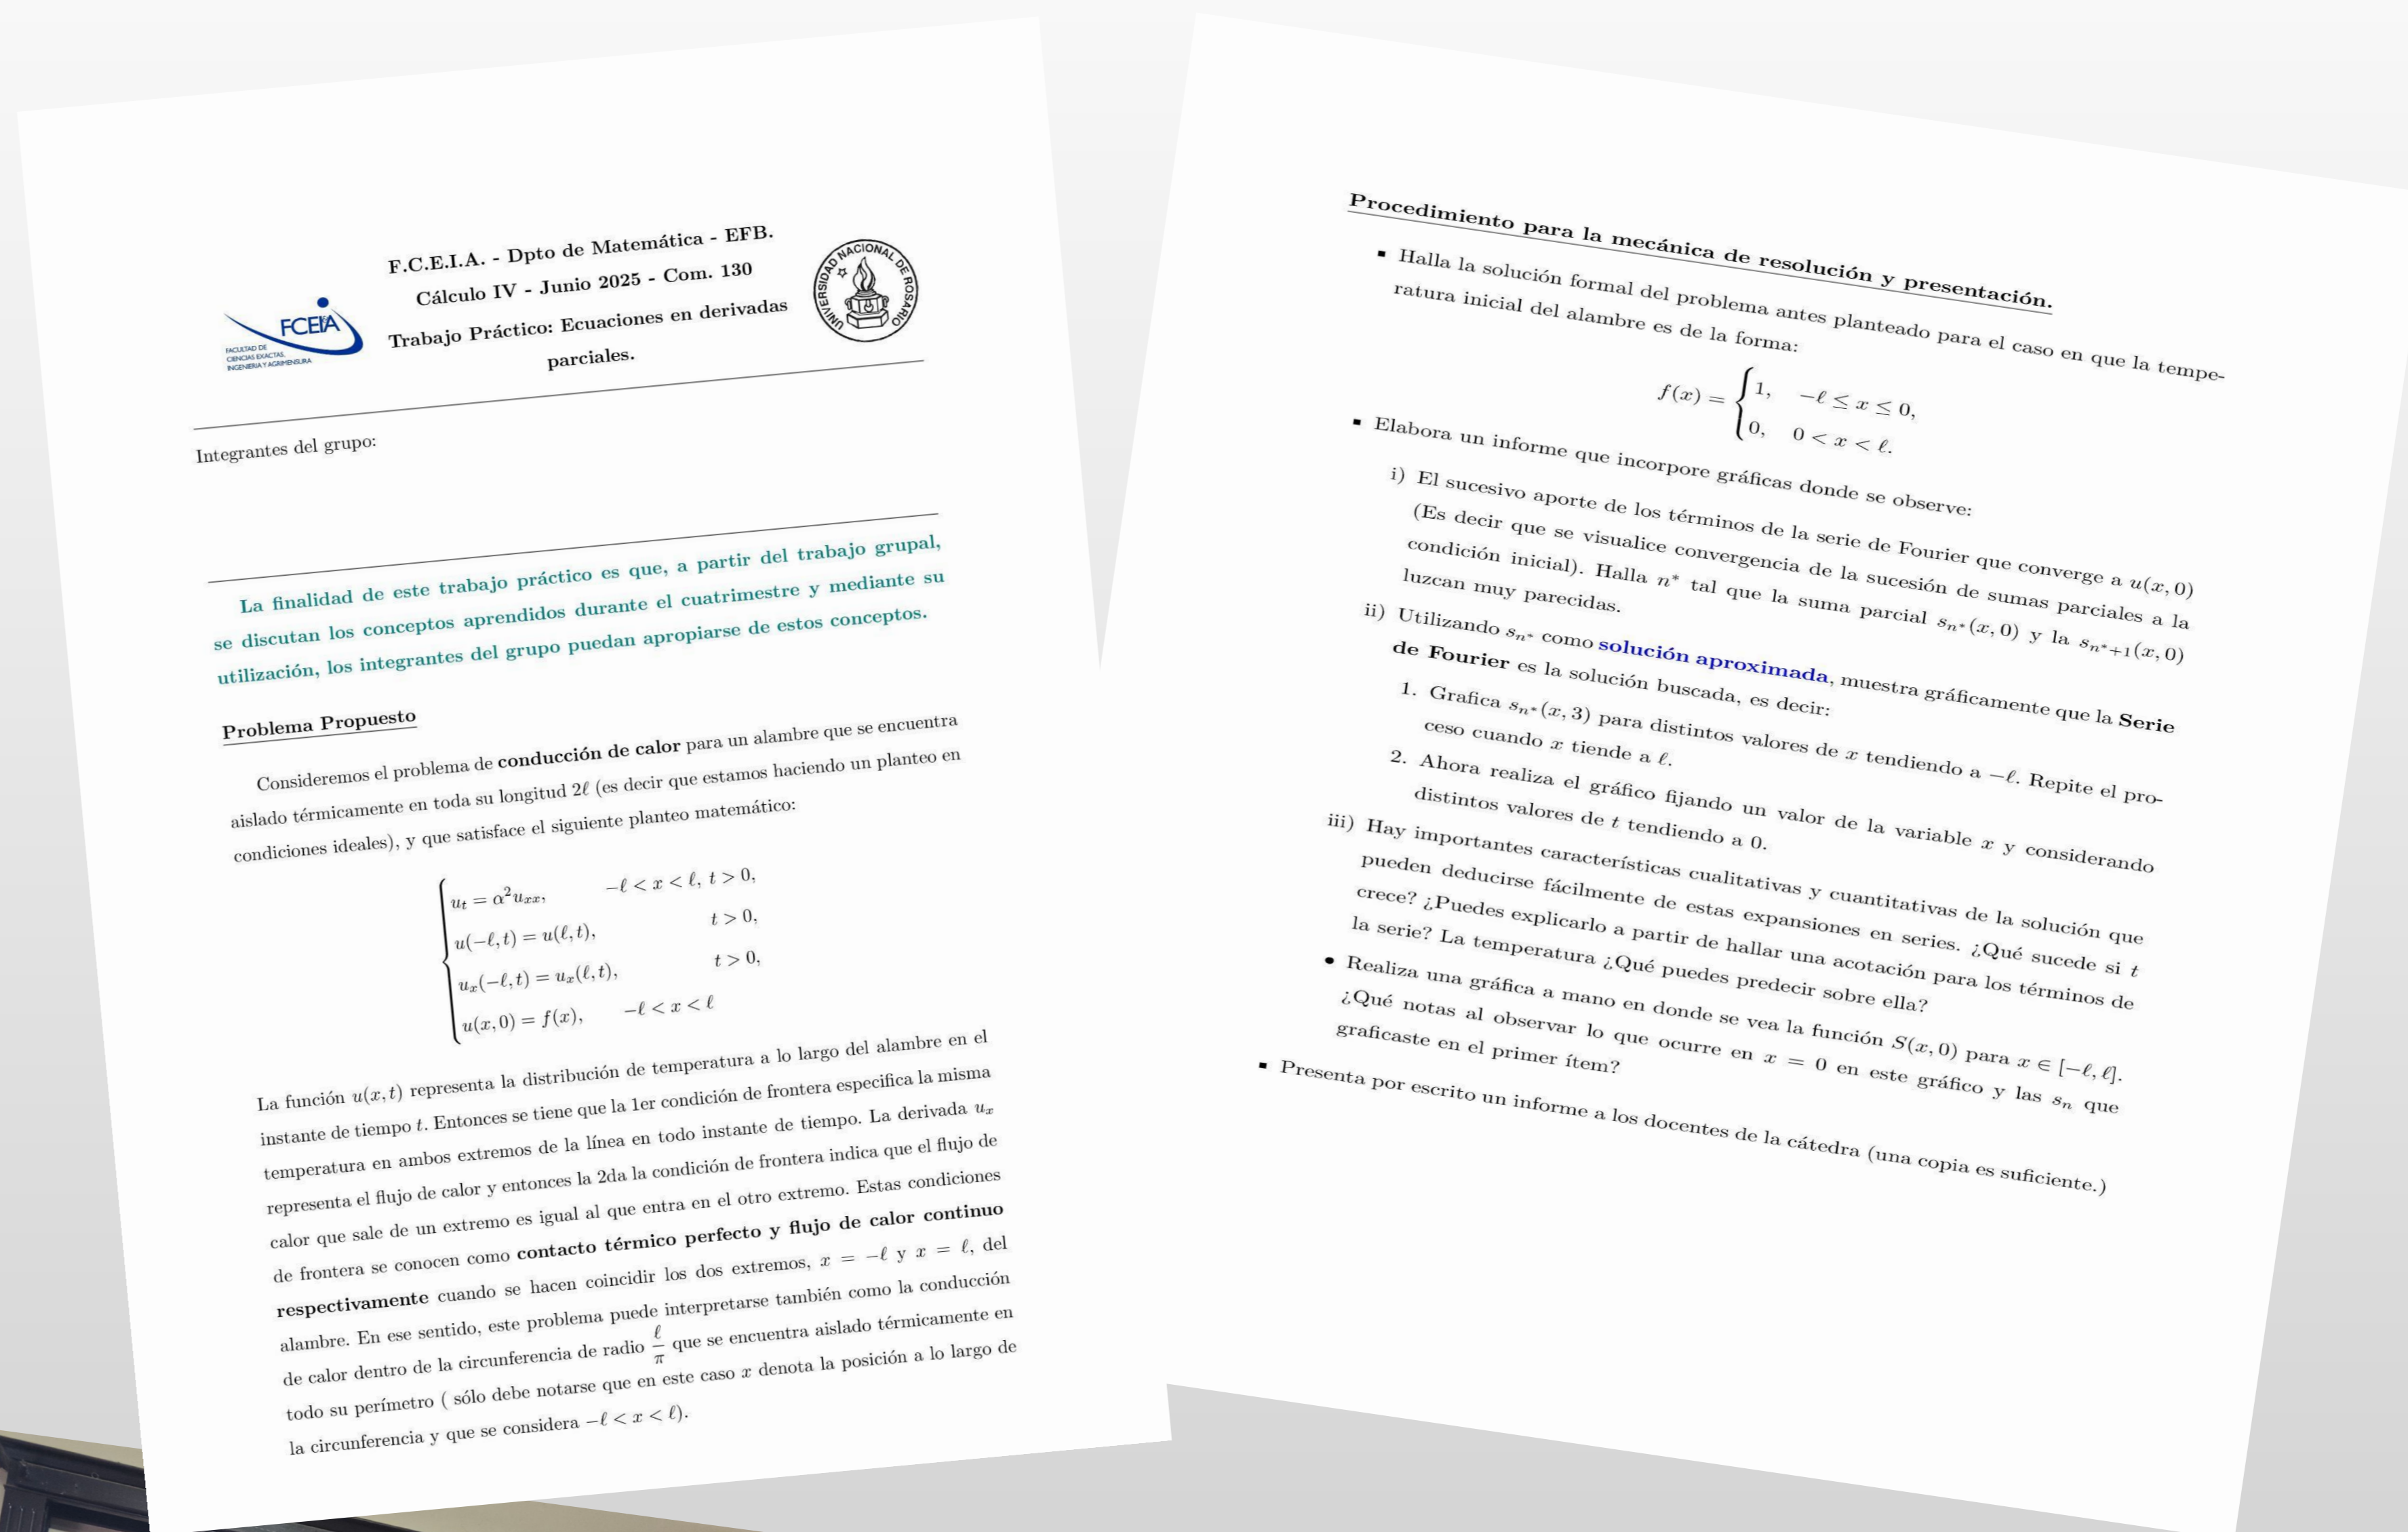 FCEIA
FACULTAD DE
CIENCIAS EXACTAS,
INGENIERIA Y AGRIMENSURA
F.C.E.I.A. - Dpto de Matemática - EFB.
Cálculo IV - Junio 2025 - Com. 130
Trabajo Práctico: Ecuaciones en derivadas
parciales.
UNIVERSIDAD NACIONAL DE ROSARIO
Integrantes del grupo:
La finalidad de este trabajo práctico es que, a partir del trabajo grupal,
se discutan los conceptos aprendidos durante el cuatrimestre y mediante su
utilización, los integrantes del grupo puedan apropiarse de estos conceptos.
Problema Propuesto
Consideremos el problema de conducción de calor para un alambre que se encuentra
aislado térmicamente en toda su longitud 2ℓ (es decir que estamos haciendo un planteo en
condiciones ideales), y que satisface el siguiente planteo matemático:
u_t = α²u_{xx}, −ℓ < x < ℓ, t > 0,
u(−ℓ, t) = u(ℓ, t), t > 0,
u_x(−ℓ, t) = u_x(ℓ, t), t > 0,
u(x, 0) = f(x), −ℓ < x < ℓ
La función u(x, t) representa la distribución de temperatura a lo largo del alambre en el
instante de tiempo t. Entonces se tiene que la 1er condición de frontera especifica la misma
temperatura en ambos extremos de la línea en todo instante de tiempo. La derivada u_x
representa el flujo de calor y entonces la 2da la condición de frontera indica que el flujo de
calor que sale de un extremo es igual al que entra en el otro extremo. Estas condiciones
de frontera se conocen como contacto térmico perfecto y flujo de calor continuo
respectivamente cuando se hacen coincidir los dos extremos, x = −ℓ y x = ℓ, del
alambre. En ese sentido, este problema puede interpretarse también como la conducción
de calor dentro de la circunferencia de radio ℓ/π que se encuentra aislado térmicamente en
todo su perímetro ( sólo debe notarse que en este caso x denota la posición a lo largo de
la circunferencia y que se considera −ℓ < x < ℓ).
Procedimiento para la mecánica de resolución y presentación.
▪ Halla la solución formal del problema antes planteado para el caso en que la tempe-
ratura inicial del alambre es de la forma:
f(x) = { 1, −ℓ ≤ x ≤ 0,
0, 0 < x < ℓ.
▪ Elabora un informe que incorpore gráficas donde se observe:
i) El sucesivo aporte de los términos de la serie de Fourier que converge a u(x, 0)
(Es decir que se visualice convergencia de la sucesión de sumas parciales a la
condición inicial). Halla n* tal que la suma parcial s_{n*}(x, 0) y la s_{n*+1}(x, 0)
luzcan muy parecidas.
ii) Utilizando s_{n*} como solución aproximada, muestra gráficamente que la Serie
de Fourier es la solución buscada, es decir:
1. Grafica s_{n*}(x, 3) para distintos valores de x tendiendo a −ℓ. Repite el pro-
ceso cuando x tiende a ℓ.
2. Ahora realiza el gráfico fijando un valor de la variable x y considerando
distintos valores de t tendiendo a 0.
iii) Hay importantes características cualitativas y cuantitativas de la solución que
pueden deducirse fácilmente de estas expansiones en series. ¿Qué sucede si t
crece? ¿Puedes explicarlo a partir de hallar una acotación para los términos de
la serie? La temperatura ¿Qué puedes predecir sobre ella?
• Realiza una gráfica a mano en donde se vea la función S(x, 0) para x ∈ [−ℓ, ℓ].
¿Qué notas al observar lo que ocurre en x = 0 en este gráfico y las s_n que
graficaste en el primer ítem?
▪ Presenta por escrito un informe a los docentes de la cátedra (una copia es suficiente.)